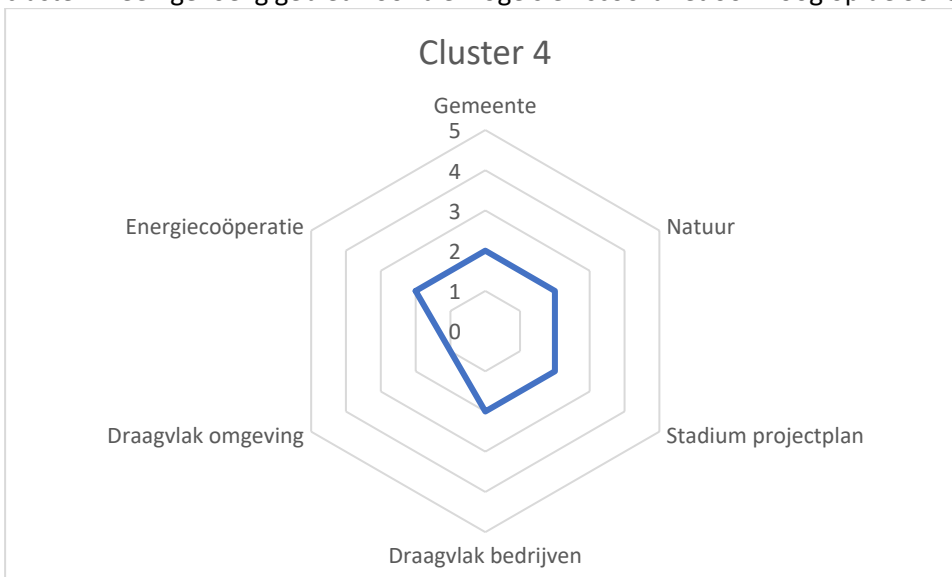 Cluster 4
Gemeente
5
4
3
2
1
0
Energiecoöperatie
Natuur
Draagvlak omgeving
Stadium projectplan
Draagvlak bedrijven